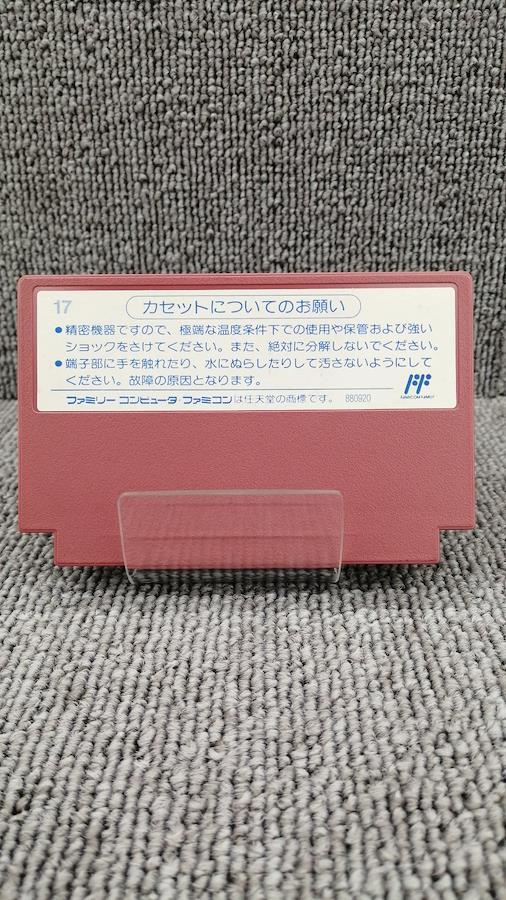 17
カセットについてのお願い
●精密機器ですので、極端な温度条件下での使用や保管および強い
ショックをさけてください。また、絶対に分解しないでください。
●端子部に手を触れたり、水にぬらしたりして汚さないようにして
ください。故障の原因となります。
ファミリーコンピュータ・ファミコンは任天堂の商標です。 880920
FAMICOM FAMILY